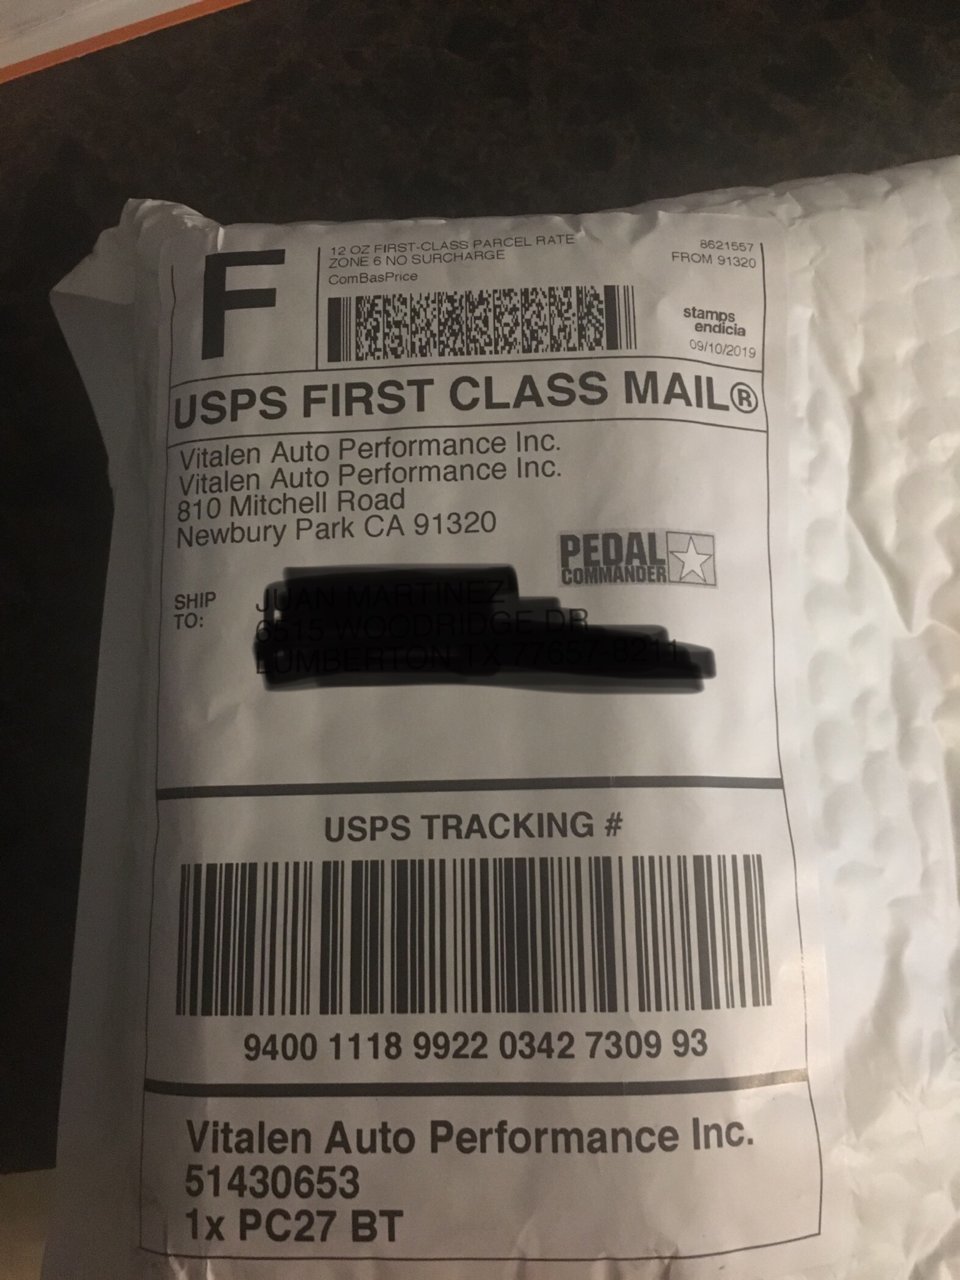 F
12 OZ FIRST-CLASS PARCEL RATE
ZONE 6 NO SURCHARGE
ComBasPrice
8621557
FROM 91320
stamps
endicia
09/10/2019
USPS FIRST CLASS MAIL®
Vitalen Auto Performance Inc.
Vitalen Auto Performance Inc.
810 Mitchell Road
Newbury Park CA 91320
PEDAL
COMMANDER
SHIP
TO:
USPS TRACKING #
9400 1118 9922 0342 7309 93
Vitalen Auto Performance Inc.
51430653
1x PC27 BT